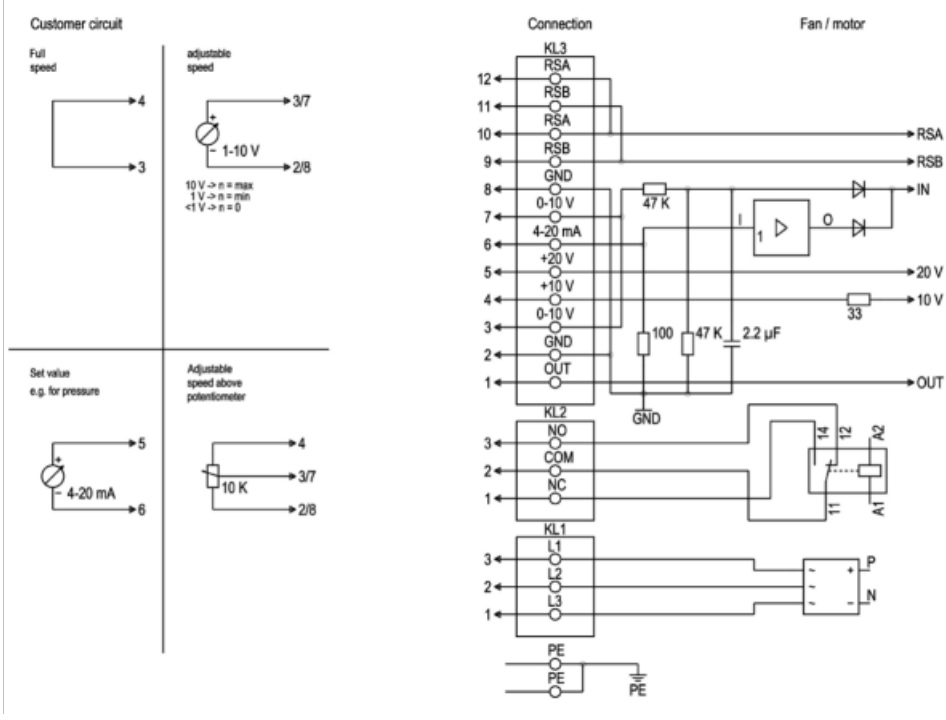 Customer circuit
Connection
Fan / motor
Full
speed
4
3
adjustable
speed
+
3/7
1-10 V
-
2/8
10 V -> n = max
1 V -> n = min
<1 V -> n = 0
Set value
e.g. for pressure
+
5
4-20 mA
-
6
Adjustable
speed above
potentiometer
4
3/7
10 K
2/8
KL3
12 RSA
11 RSB
10 RSA RSA
9 RSB RSB
8 GND IN
47 K
7 0-10 V
I 1 O
6 4-20 mA
5 +20 V 20 V
4 +10 V 10 V
33
3 0-10 V
100 47 K 2.2 µF
2 GND
1 OUT OUT
GND
KL2
3 NO
2 COM
1 NC
14 12 A2
11 A1
KL1
3 L1
2 L2
1 L3
~ + P
~
~ - N
PE
PE
PE